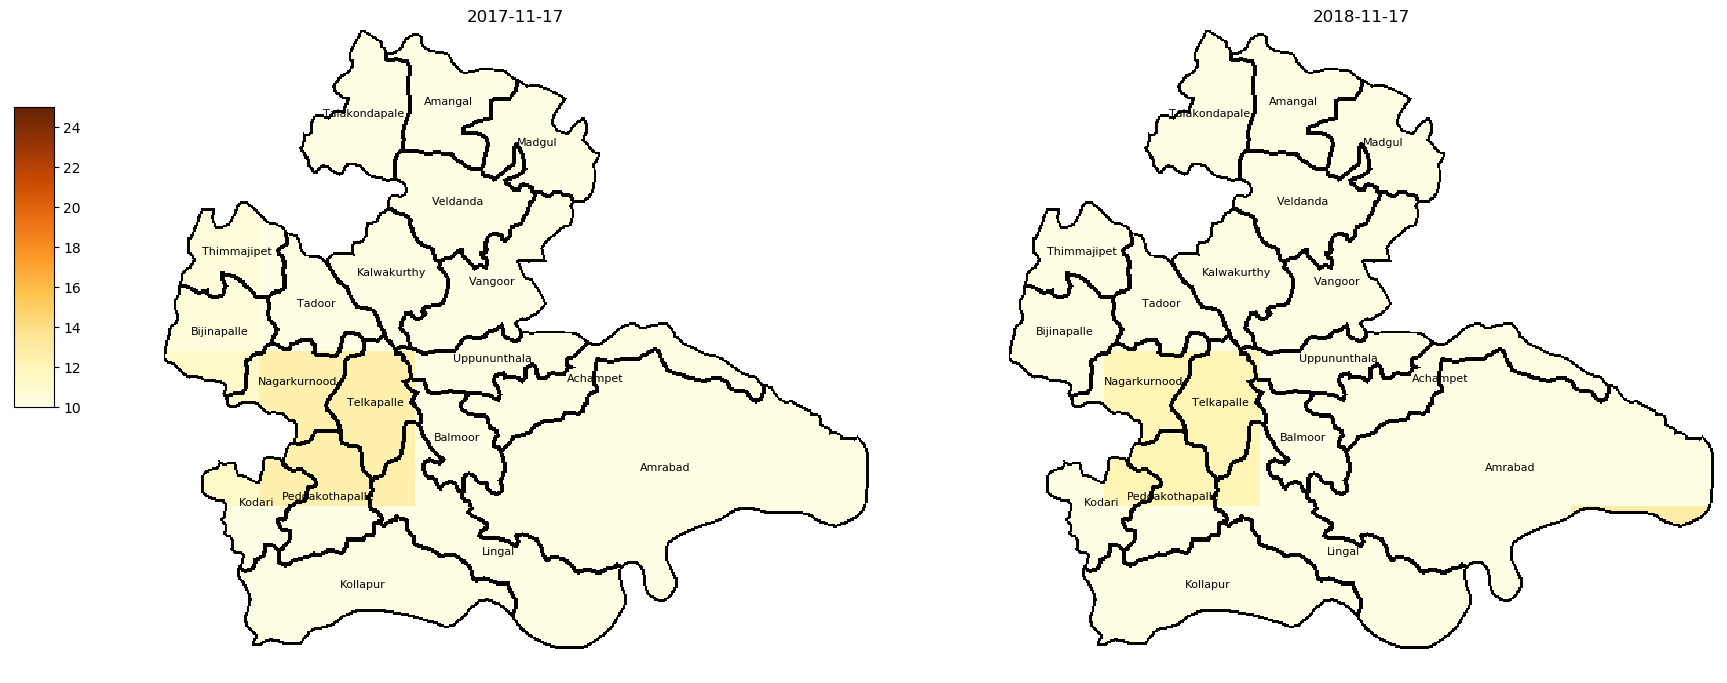 2017-11-17
2018-11-17
24
22
20
18
16
14
12
10
Talakondapale
Amangal
Madgul
Veldanda
Thimmajipet
Kalwakurthy
Vangoor
Tadoor
Bijinapalle
Uppununthala
Achampet
Nagarkurnood
Telkapalle
Balmoor
Amrabad
Peddakothapalle
Kodari
Lingal
Kollapur
Talakondapale
Amangal
Madgul
Veldanda
Thimmajipet
Kalwakurthy
Vangoor
Tadoor
Bijinapalle
Uppununthala
Achampet
Nagarkurnood
Telkapalle
Balmoor
Amrabad
Peddakothapalle
Kodari
Lingal
Kollapur